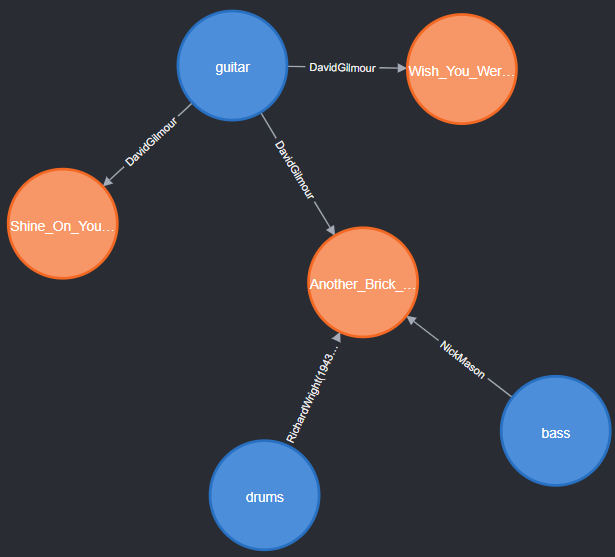 guitar
DavidGilmour
Wish_You_Wer...
DavidGilmour
DavidGilmour
Shine_On_You...
Another_Brick_...
RichardWright(1943...
NickMason
bass
drums